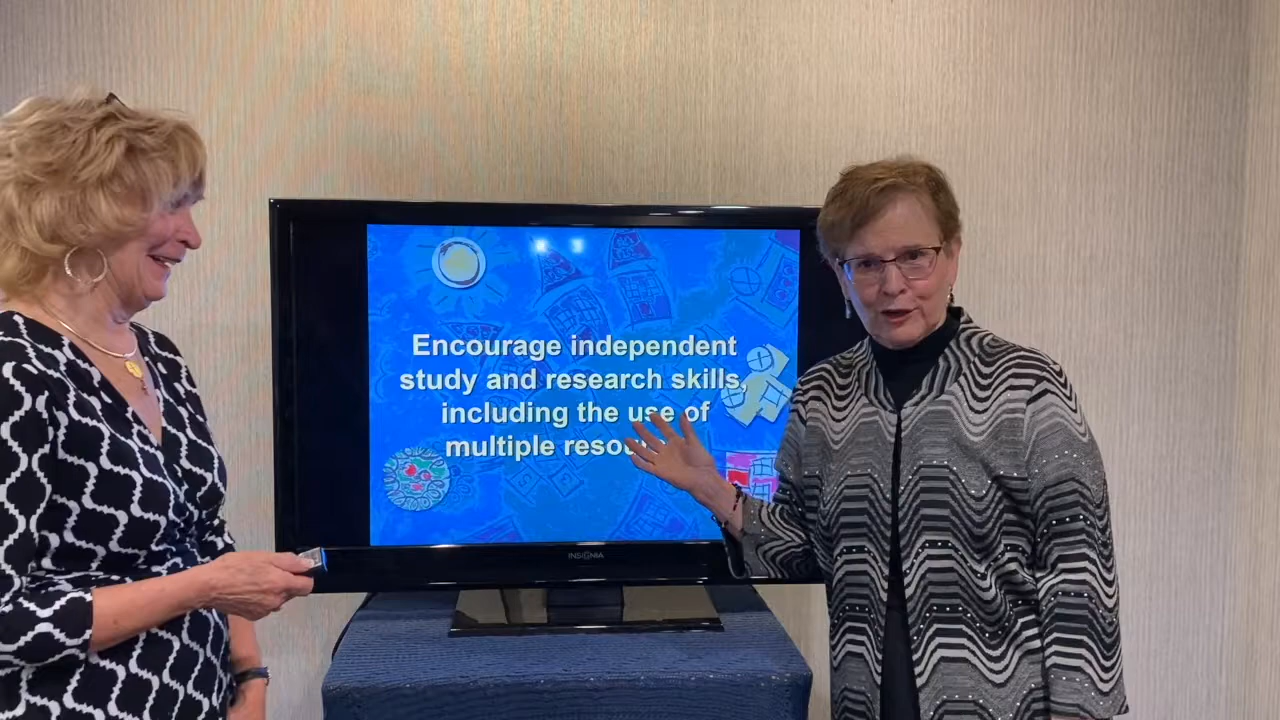 Encourage independent
study and research skills,
including the use of
multiple
INSIGNIA